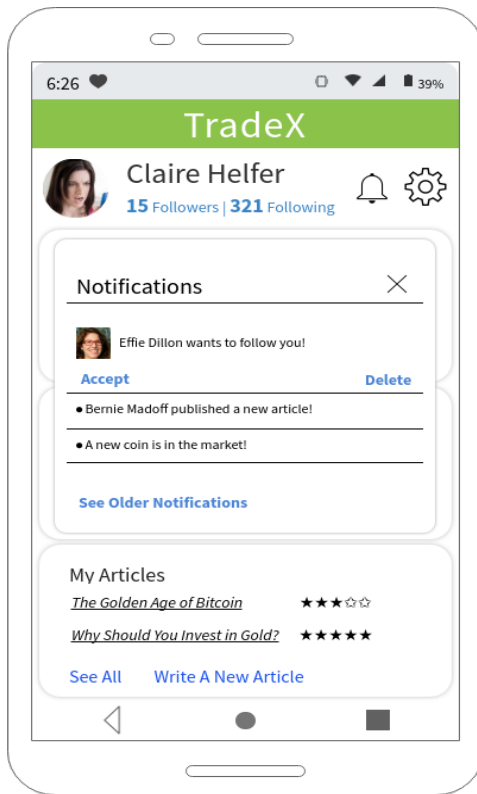 6:26
39%
TradeX
Claire Helfer
15 Followers | 321 Following
Notifications
Effie Dillon wants to follow you!
Accept Delete
• Bernie Madoff published a new article!
• A new coin is in the market!
See Older Notifications
My Articles
The Golden Age of Bitcoin ★★★☆☆
Why Should You Invest in Gold? ★★★★★
See All Write A New Article